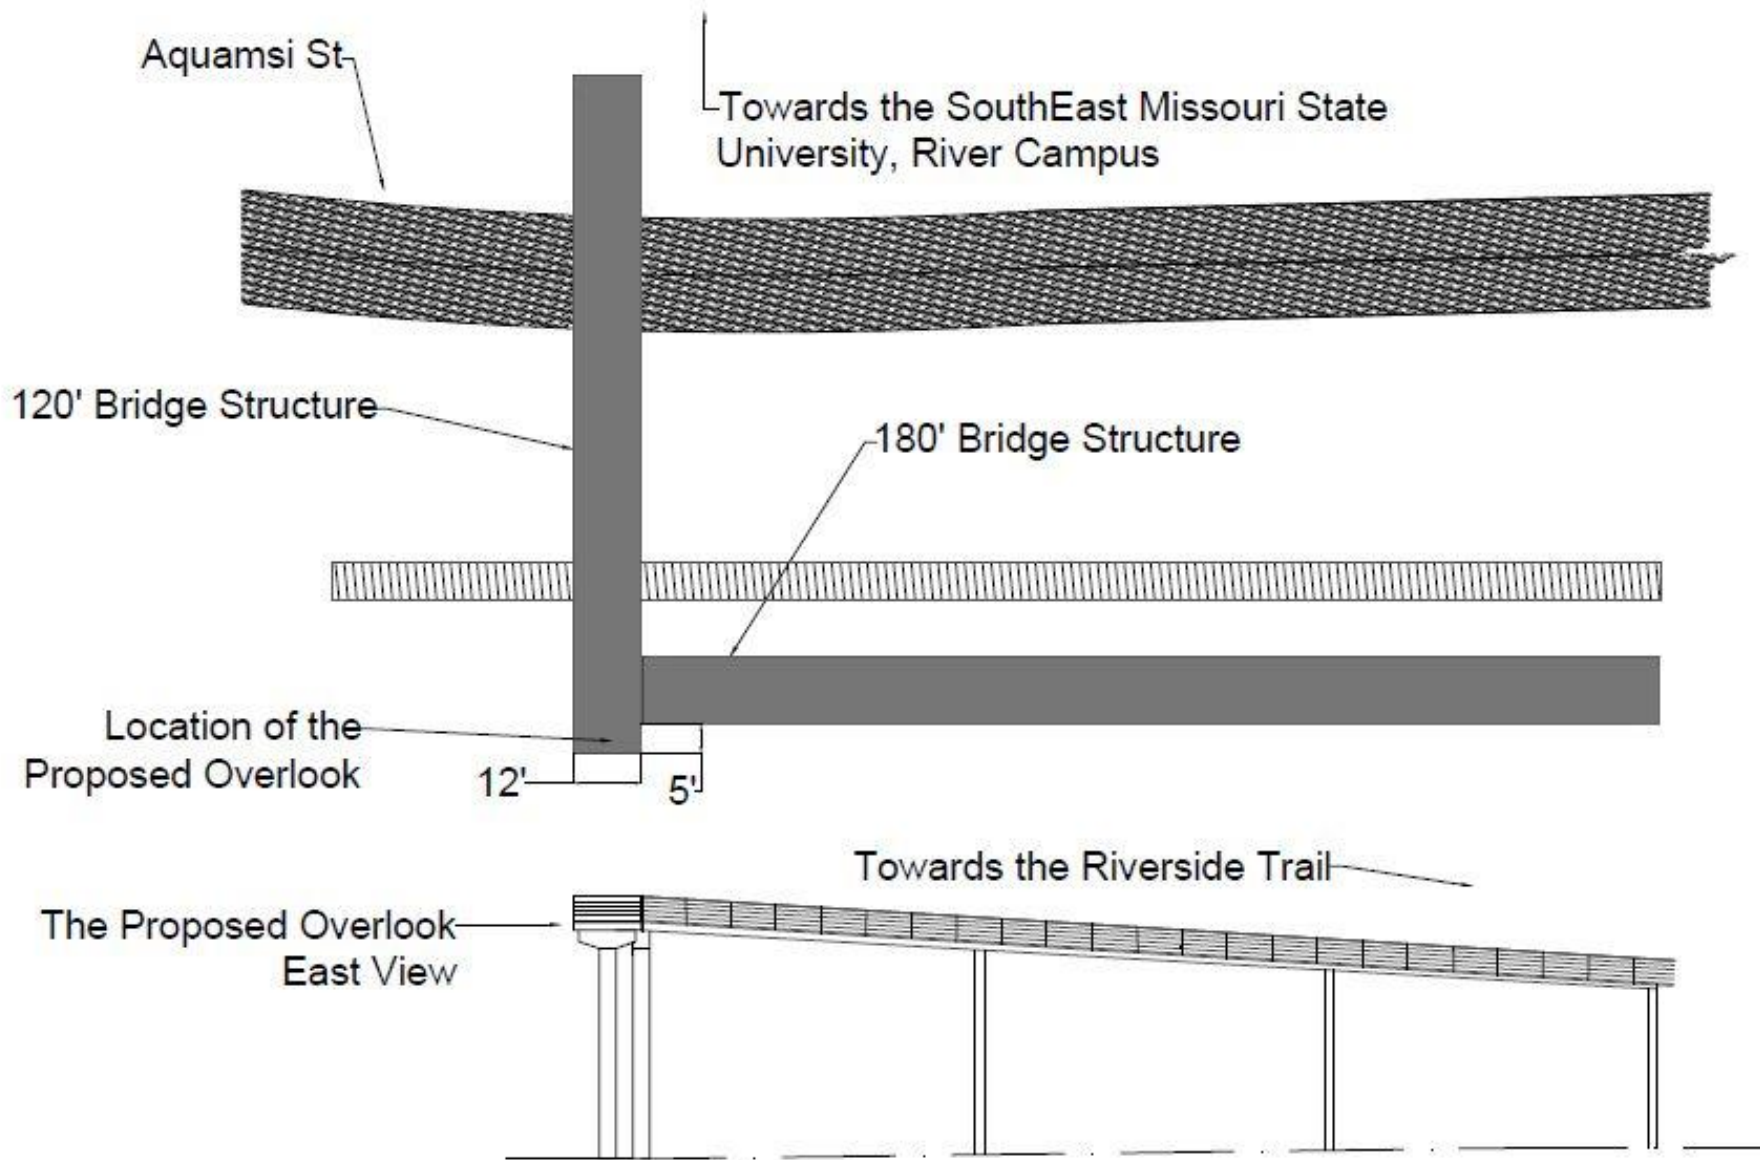 Aquamsi St
Towards the SouthEast Missouri State
University, River Campus
120' Bridge Structure
180' Bridge Structure
Location of the
Proposed Overlook
12'
5'
Towards the Riverside Trail
The Proposed Overlook
East View